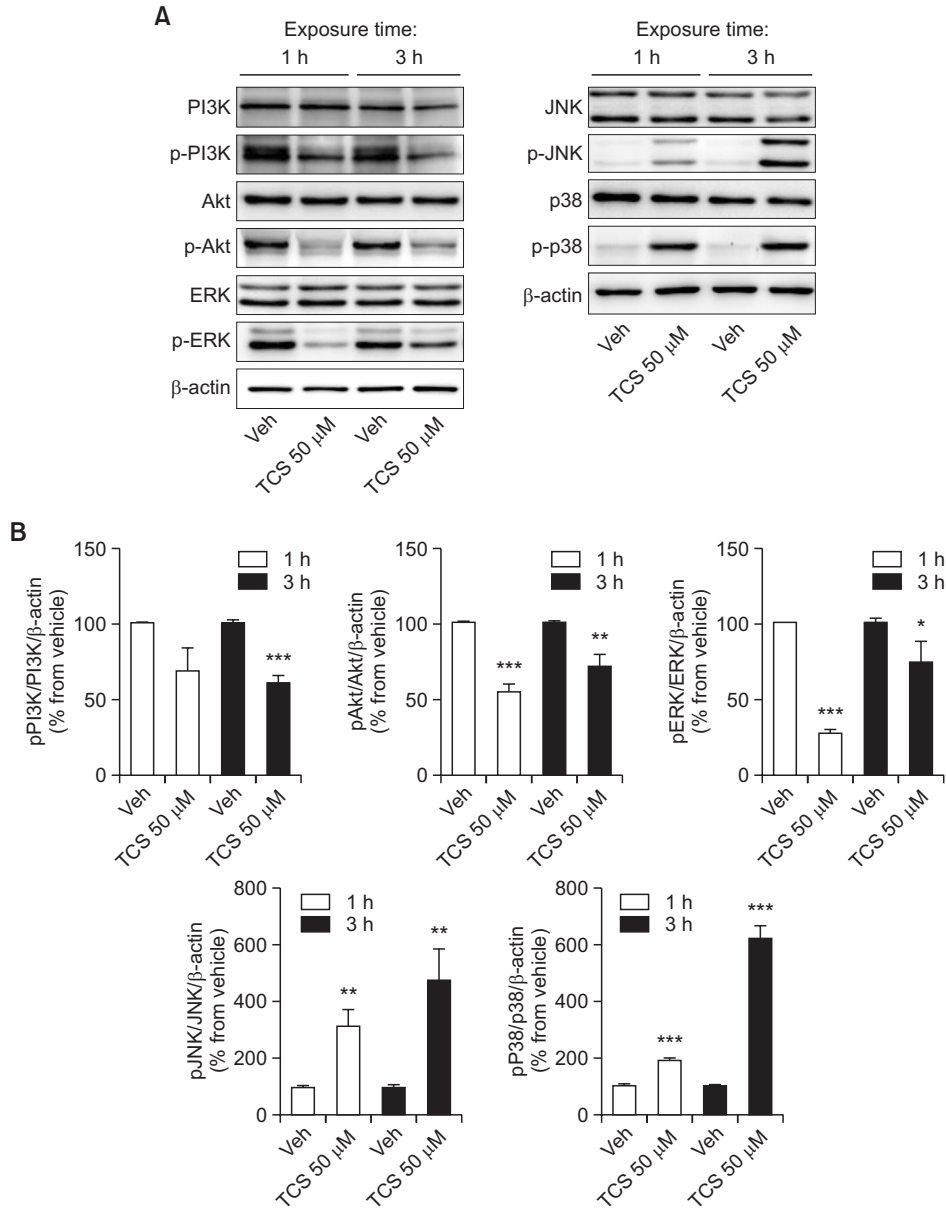 A
Exposure time:
1 h 3 h
PI3K
p-PI3K
Akt
p-Akt
ERK
p-ERK
β-actin
Veh
TCS 50 μM
Veh
TCS 50 μM
Exposure time:
1 h 3 h
JNK
p-JNK
p38
p-p38
β-actin
Veh
TCS 50 μM
Veh
TCS 50 μM
B
pPI3K/PI3K/β-actin
(% from vehicle)
150
100
50
0
1 h
3 h
***
Veh
TCS 50 μM
Veh
TCS 50 μM
pAkt/Akt/β-actin
(% from vehicle)
150
100
50
0
1 h
3 h
***
**
Veh
TCS 50 μM
Veh
TCS 50 μM
pERK/ERK/β-actin
(% from vehicle)
150
100
50
0
1 h
3 h
***
*
Veh
TCS 50 μM
Veh
TCS 50 μM
pJNK/JNK/β-actin
(% from vehicle)
800
600
400
200
0
1 h
3 h
**
**
Veh
TCS 50 μM
Veh
TCS 50 μM
pP38/p38/β-actin
(% from vehicle)
800
600
400
200
0
1 h
3 h
***
***
Veh
TCS 50 μM
Veh
TCS 50 μM